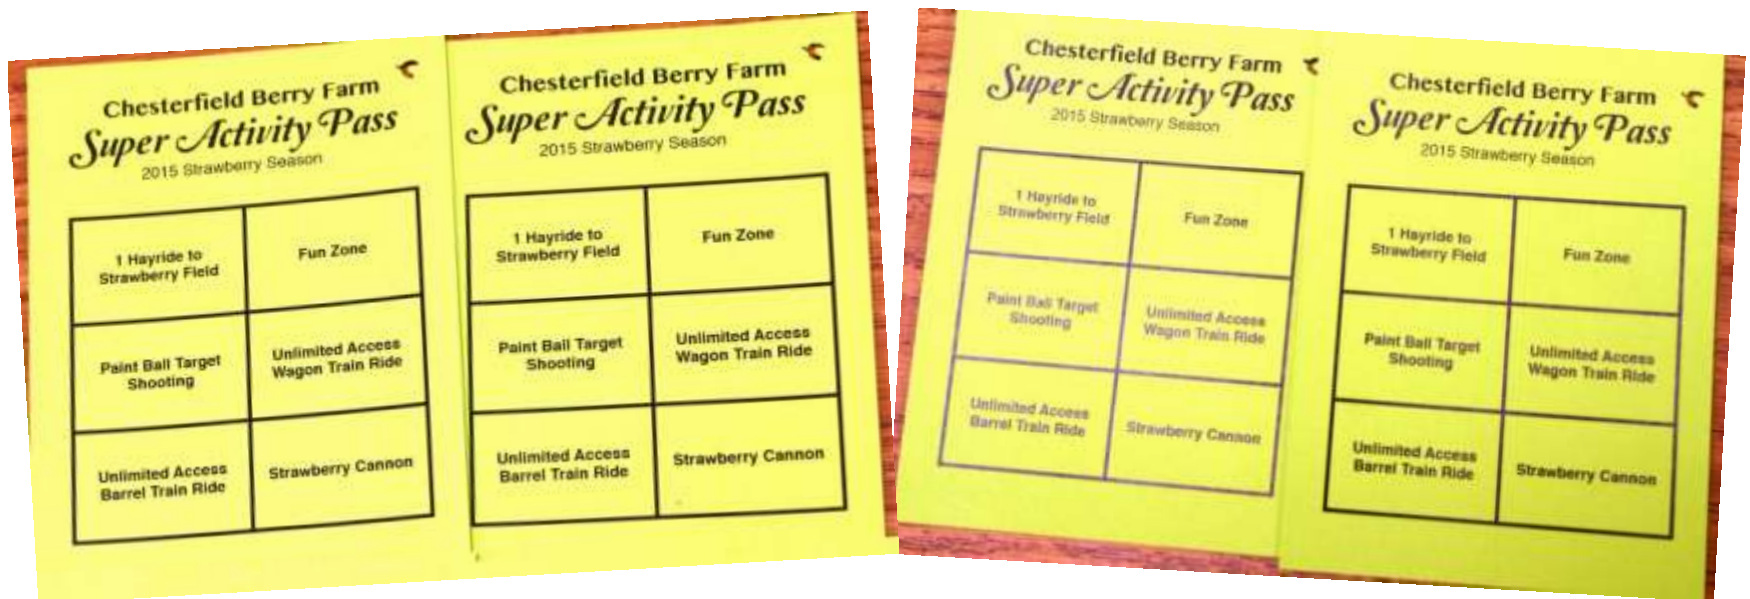 Chesterfield Berry Farm
Super Activity Pass
2015 Strawberry Season
1 Hayride to
Strawberry Field
Fun Zone
Paint Ball Target
Shooting
Unlimited Access
Wagon Train Ride
Unlimited Access
Barrel Train Ride
Strawberry Cannon
Chesterfield Berry Farm
Super Activity Pass
2015 Strawberry Season
1 Hayride to
Strawberry Field
Fun Zone
Paint Ball Target
Shooting
Unlimited Access
Wagon Train Ride
Unlimited Access
Barrel Train Ride
Strawberry Cannon
Chesterfield Berry Farm
Super Activity Pass
2015 Strawberry Season
1 Hayride to
Strawberry Field
Fun Zone
Paint Ball Target
Shooting
Unlimited Access
Wagon Train Ride
Unlimited Access
Barrel Train Ride
Strawberry Cannon
Chesterfield Berry Farm
Super Activity Pass
2015 Strawberry Season
1 Hayride to
Strawberry Field
Fun Zone
Paint Ball Target
Shooting
Unlimited Access
Wagon Train Ride
Unlimited Access
Barrel Train Ride
Strawberry Cannon